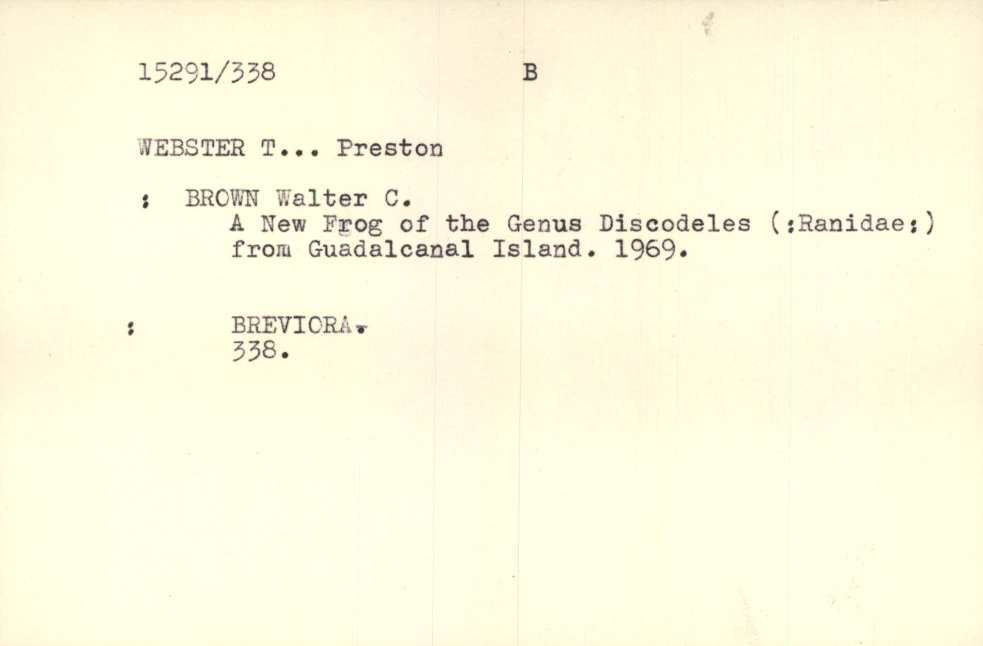 15291/338 B
WEBSTER T... Preston
: BROWN Walter C.
A New Frog of the Genus Discodeles (:Ranidae:)
from Guadalcanal Island. 1969.
: BREVIORA.
338.